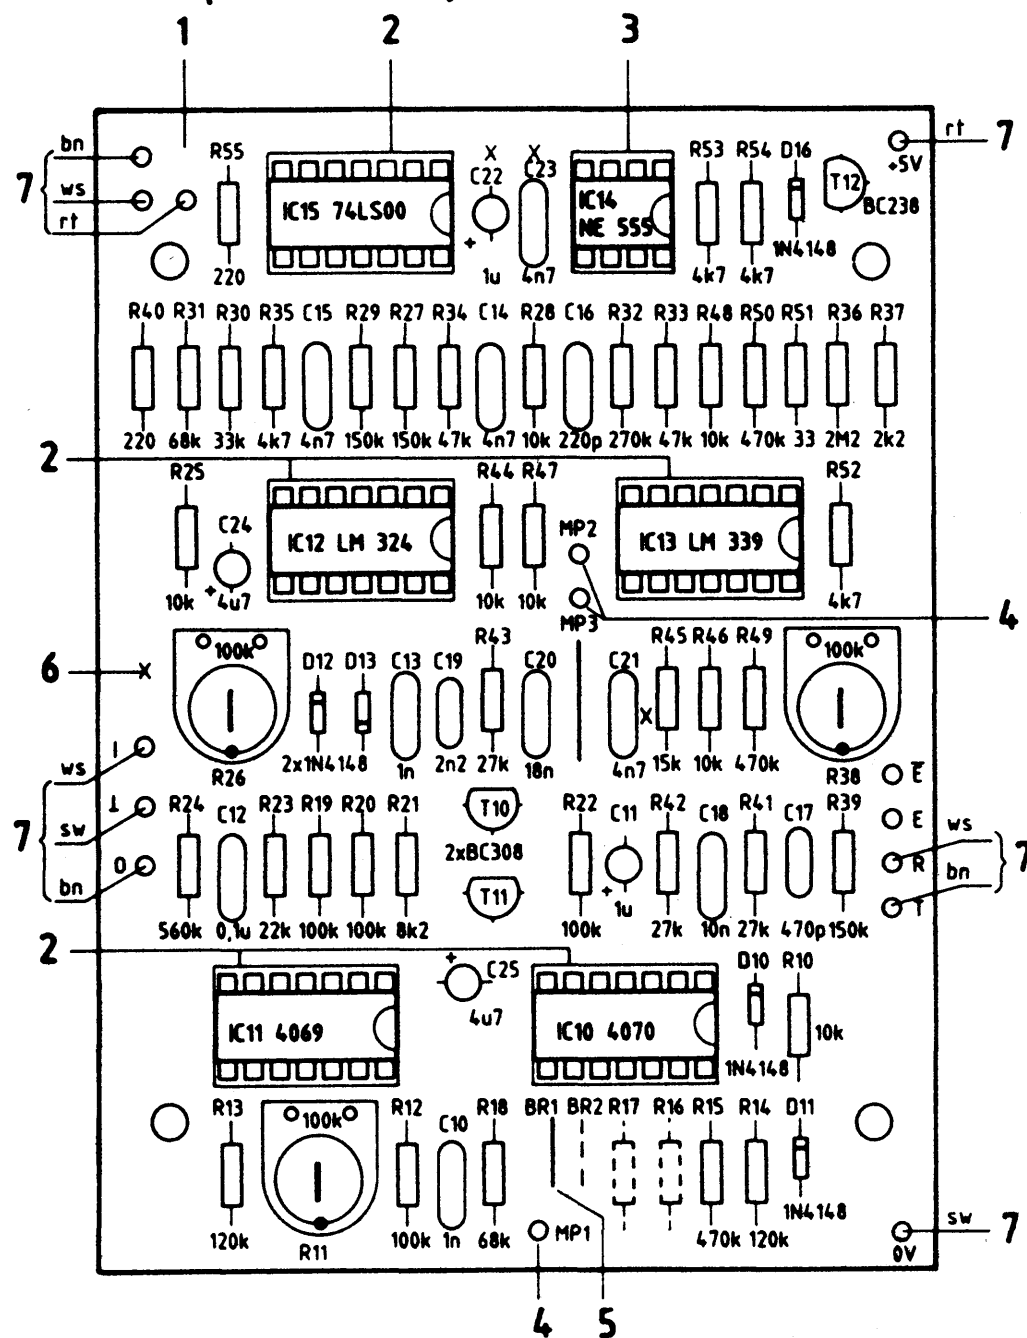 1 2 3
bn
rt 7
7 ws
rt
+5V
R55 C22 C23 R53 R54 D16
X X
IC15 74LS00
IC14
NE 555
T12
BC238
+
220 1u 4n7 4k7 4k7 1N4148
R40 R31 R30 R35 C15 R29 R27 R34 C14 R28 C16 R32 R33 R48 R50 R51 R36 R37
220 68k 33k 4k7 4n7 150k 150k 47k 4n7 10k 220p 270k 47k 10k 470k 33 2M2 2k2
2
R25 R44 R47 R52
C24 MP2
IC12 LM 324 IC13 LM 339
+
10k 4u7 10k 10k 4k7
MP3 4
100k R43 R45 R46 R49 100k
6 X D12 D13 C13 C19 C20 C21
X
2x1N4148 1n 2n2 27k 18n 4n7 15k 10k 470k
I R26 R38 E̅
ws
⊥ R24 C12 R23 R19 R20 R21 T10 R22 C11 R42 C18 R41 C17 R39 E
7 sw ws
2xBC308 R 7
O bn
bn T11 + T
560k 0,1u 22k 100k 100k 8k2 100k 1u 27k 10n 27k 470p 150k
2
+ C25 D10 R10
4u7
IC11 4069 IC10 4070 10k
1N4148
R13 100k R12 C10 R18 BR1 BR2 R17 R16 R15 R14 D11
1N4148
120k R11 100k 1n 68k MP1 470k 120k sw 7
0V
4 5